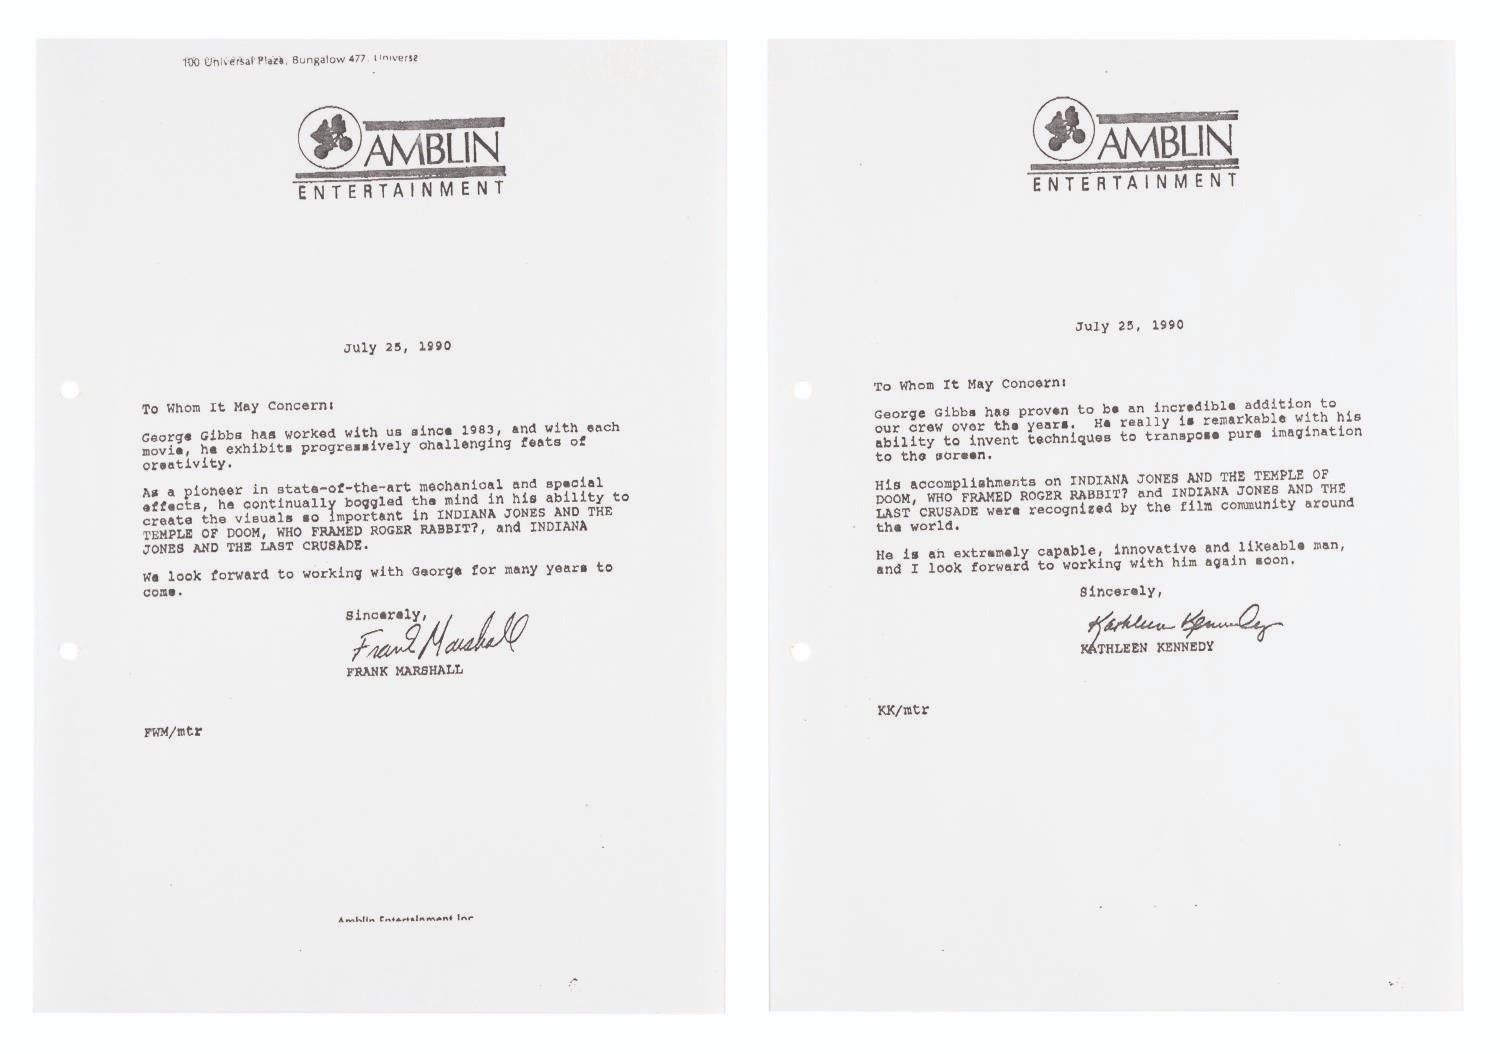 100 Universal Plaza, Bungalow 477, Universa
AMBLIN
ENTERTAINMENT
July 25, 1990
To Whom It May Concern:
George Gibbs has worked with us since 1983, and with each
movie, he exhibits progressively challenging feats of
creativity.
As a pioneer in state-of-the-art mechanical and special
effects, he continually boggled the mind in his ability to
create the visuals so important in INDIANA JONES AND THE
TEMPLE OF DOOM, WHO FRAMED ROGER RABBIT?, and INDIANA
JONES AND THE LAST CRUSADE.
We look forward to working with George for many years to
come.
Sincerely,
Frank Marshall
FRANK MARSHALL
FWM/mtr
Amblin Entertainment Inc
AMBLIN
ENTERTAINMENT
July 25, 1990
To Whom It May Concern:
George Gibbs has proven to be an incredible addition to
our crew over the years. He really is remarkable with his
ability to invent techniques to transpose pure imagination
to the screen.
His accomplishments on INDIANA JONES AND THE TEMPLE OF
DOOM, WHO FRAMED ROGER RABBIT? and INDIANA JONES AND THE
LAST CRUSADE were recognized by the film community around
the world.
He is an extremely capable, innovative and likeable man,
and I look forward to working with him again soon.
Sincerely,
Kathleen Kennedy
KATHLEEN KENNEDY
KK/mtr